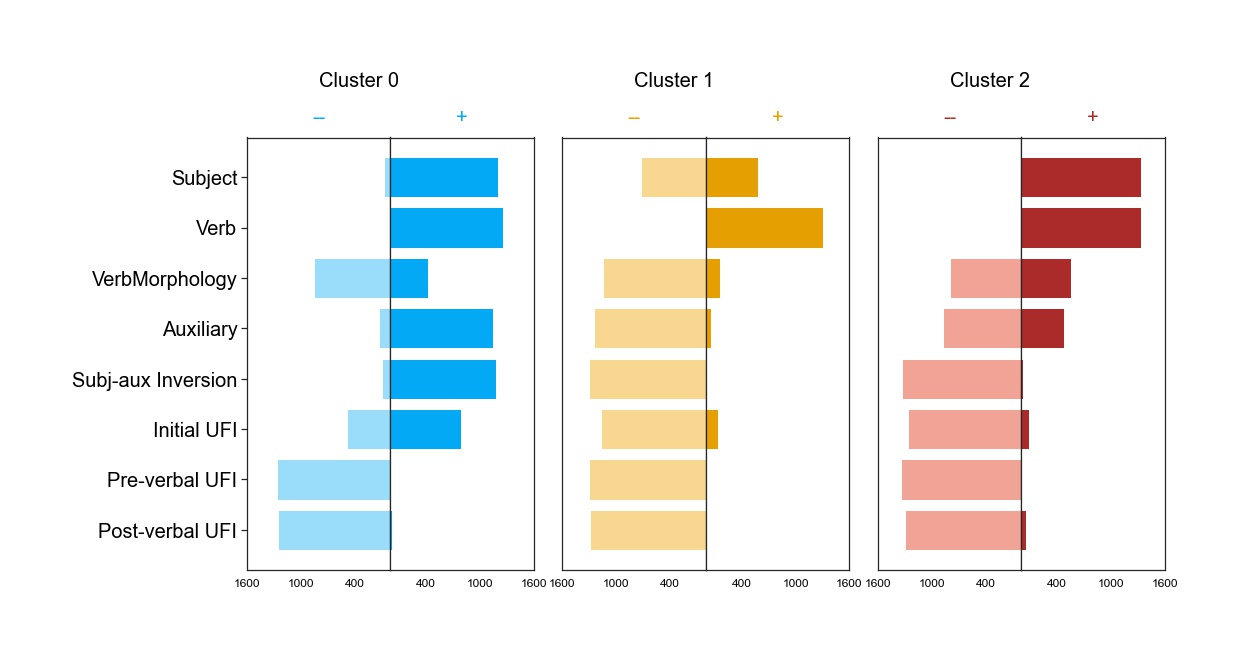 Cluster 0 Cluster 1 Cluster 2
– + – + – +
Subject
Verb
VerbMorphology
Auxiliary
Subj-aux Inversion
Initial UFI
Pre-verbal UFI
Post-verbal UFI
1600 1000 400 400 1000 1600 1600 1000 400 400 1000 1600 1600 1000 400 400 1000 1600